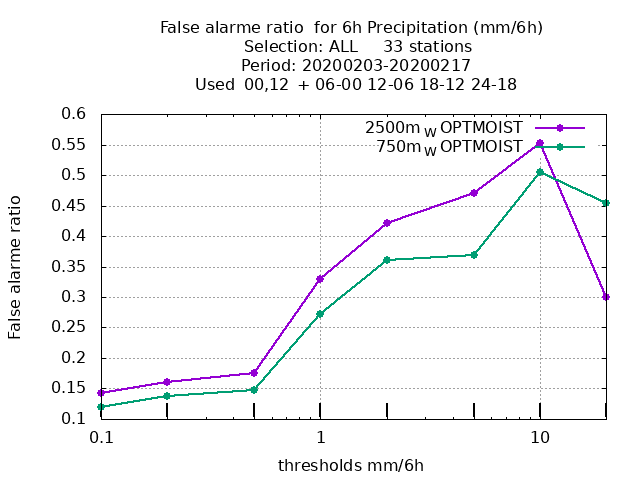 False alarme ratio  for 6h Precipitation (mm/6h)
Selection: ALL     33 stations
Period: 20200203-20200217
Used  00,12  + 06-00 12-06 18-12 24-18
0.6
2500m W OPTMOIST
0.55
750m W OPTMOIST
0.5
0.45
0.4
0.35
0.3
0.25
0.2
0.15
0.1
False alarme ratio
0.1 1 10
thresholds mm/6h